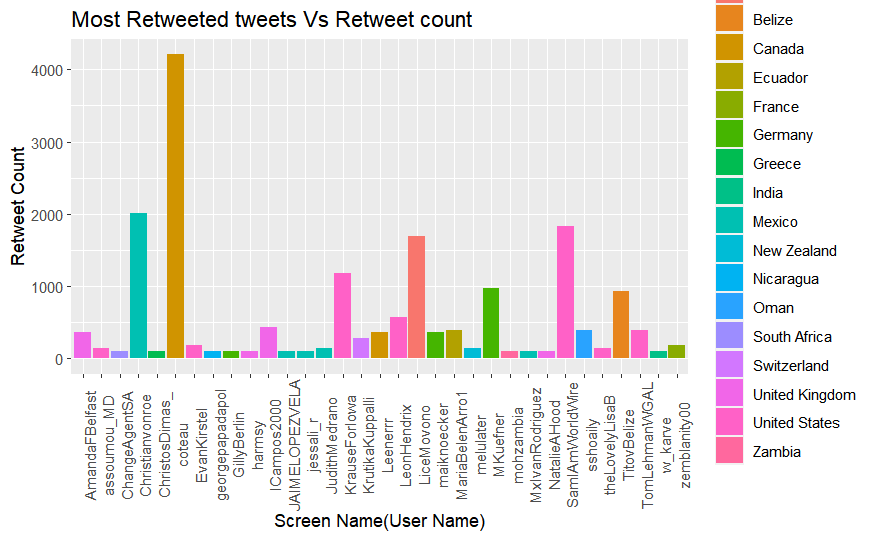 Most Retweeted tweets Vs Retweet count
Retweet Count
4000
3000
2000
1000
0
AmandaFBelfast
assoumou_MD
ChangeAgentSA
Christianvonroe
ChristosDimas_
coteau
EvanKirstel
georgepapadapol
GillyBerlin
harmsy
ICampos2000
JAIMELOPEZVELA
jessali_r
JudithMedrano
KrauseForIowa
KrutikaKuppalli
Leenerrr
LeonHendrix
LiceMovono
maiknoecker
MariaBelenArro1
melulater
MKuefner
mohzambia
MxIvanRodriguez
NatalieAHood
SamIAmWorldWire
sshoaily
theLovelyLisaB
TitovBelize
TomLehmanWGAL
w_karve
zemblanity00
Screen Name(User Name)
Belize
Canada
Ecuador
France
Germany
Greece
India
Mexico
New Zealand
Nicaragua
Oman
South Africa
Switzerland
United Kingdom
United States
Zambia